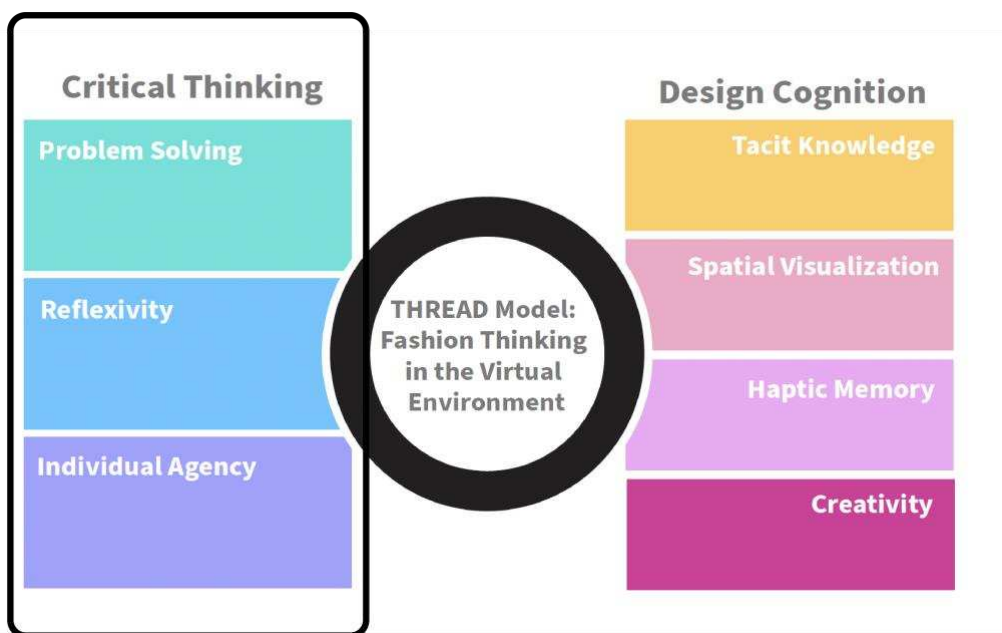 Critical Thinking
Problem Solving
Reflexivity
Individual Agency
THREAD Model:
Fashion Thinking
in the Virtual
Environment
Design Cognition
Tacit Knowledge
Spatial Visualization
Haptic Memory
Creativity